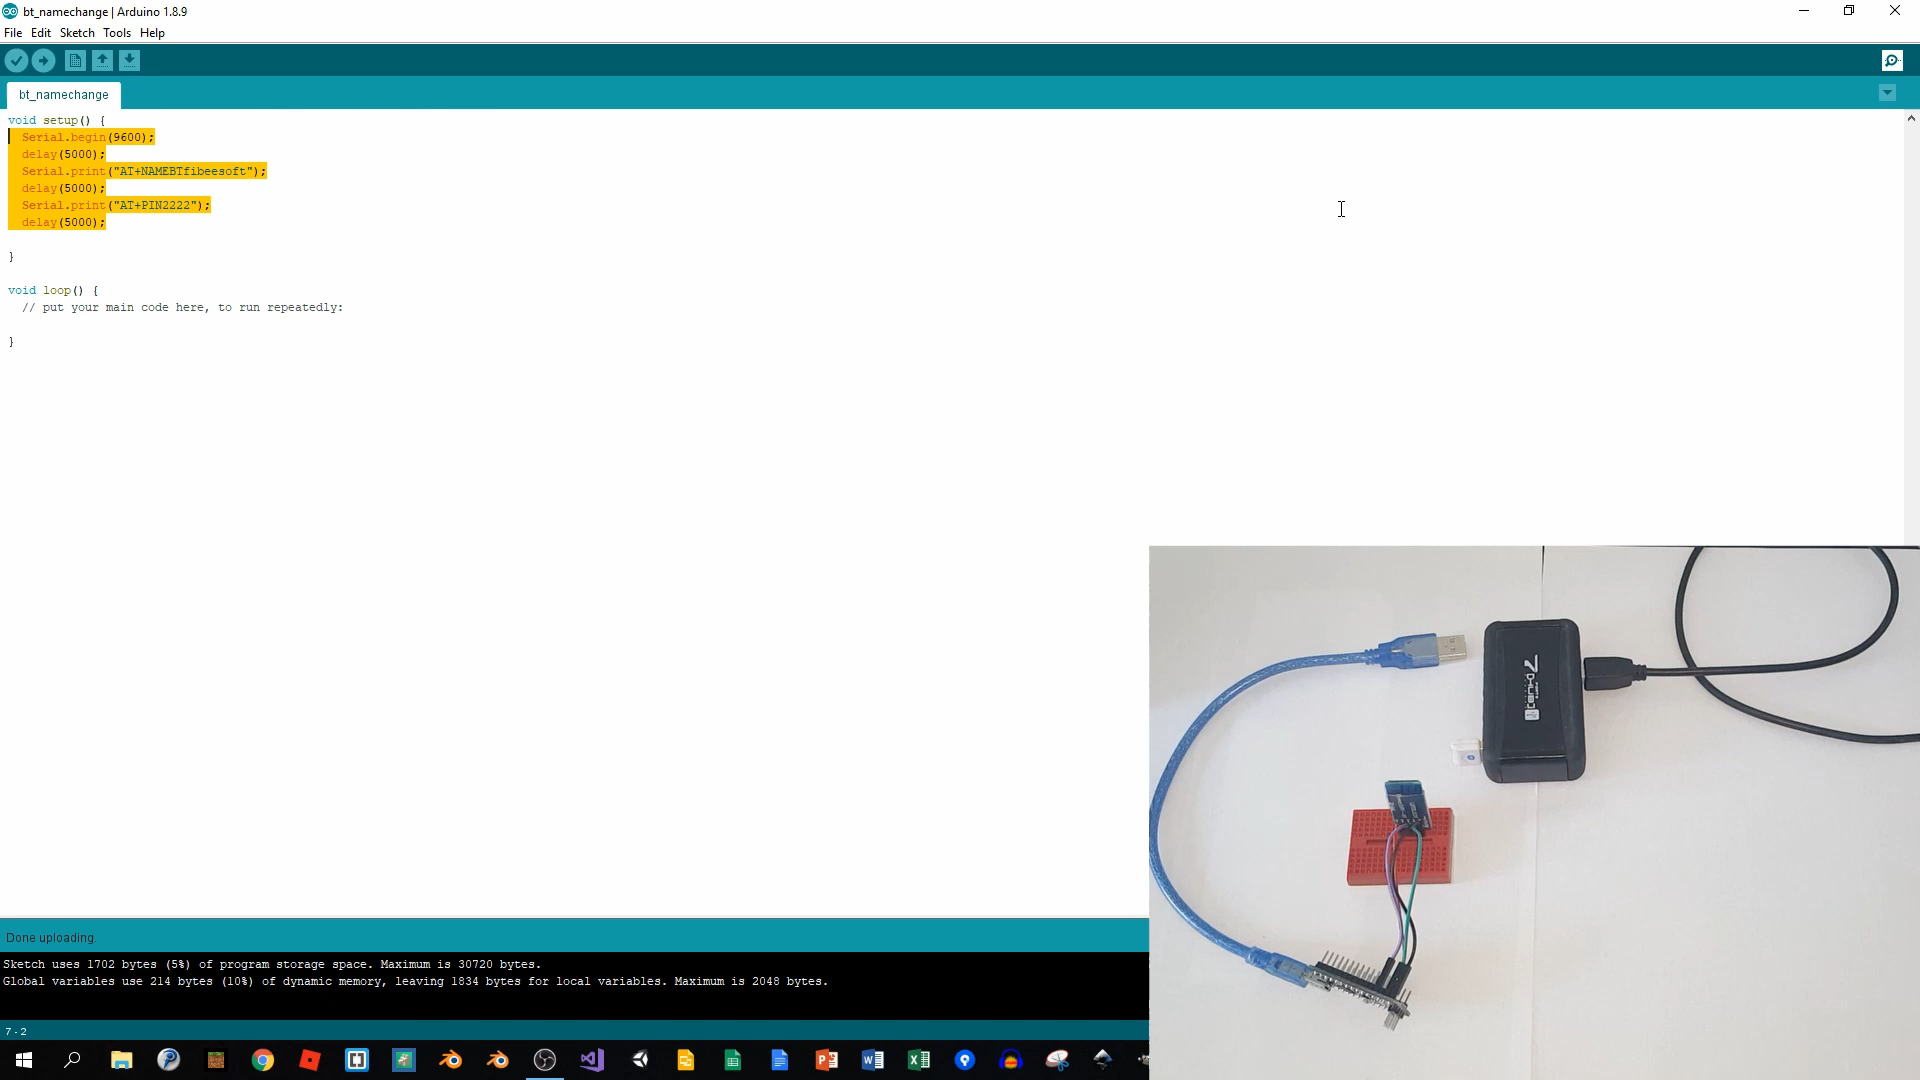 bt_namechange | Arduino 1.8.9
File Edit Sketch Tools Help
bt_namechange
void setup() {
Serial.begin(9600);
delay(5000);
Serial.print("AT+NAMEBTfibeesoft");
delay(5000);
Serial.print("AT+PIN2222");
delay(5000);
}
void loop() {
// put your main code here, to run repeatedly:
}
Done uploading.
Sketch uses 1702 bytes (5%) of program storage space. Maximum is 30720 bytes.
Global variables use 214 bytes (10%) of dynamic memory, leaving 1834 bytes for local variables. Maximum is 2048 bytes.
7 - 2
7